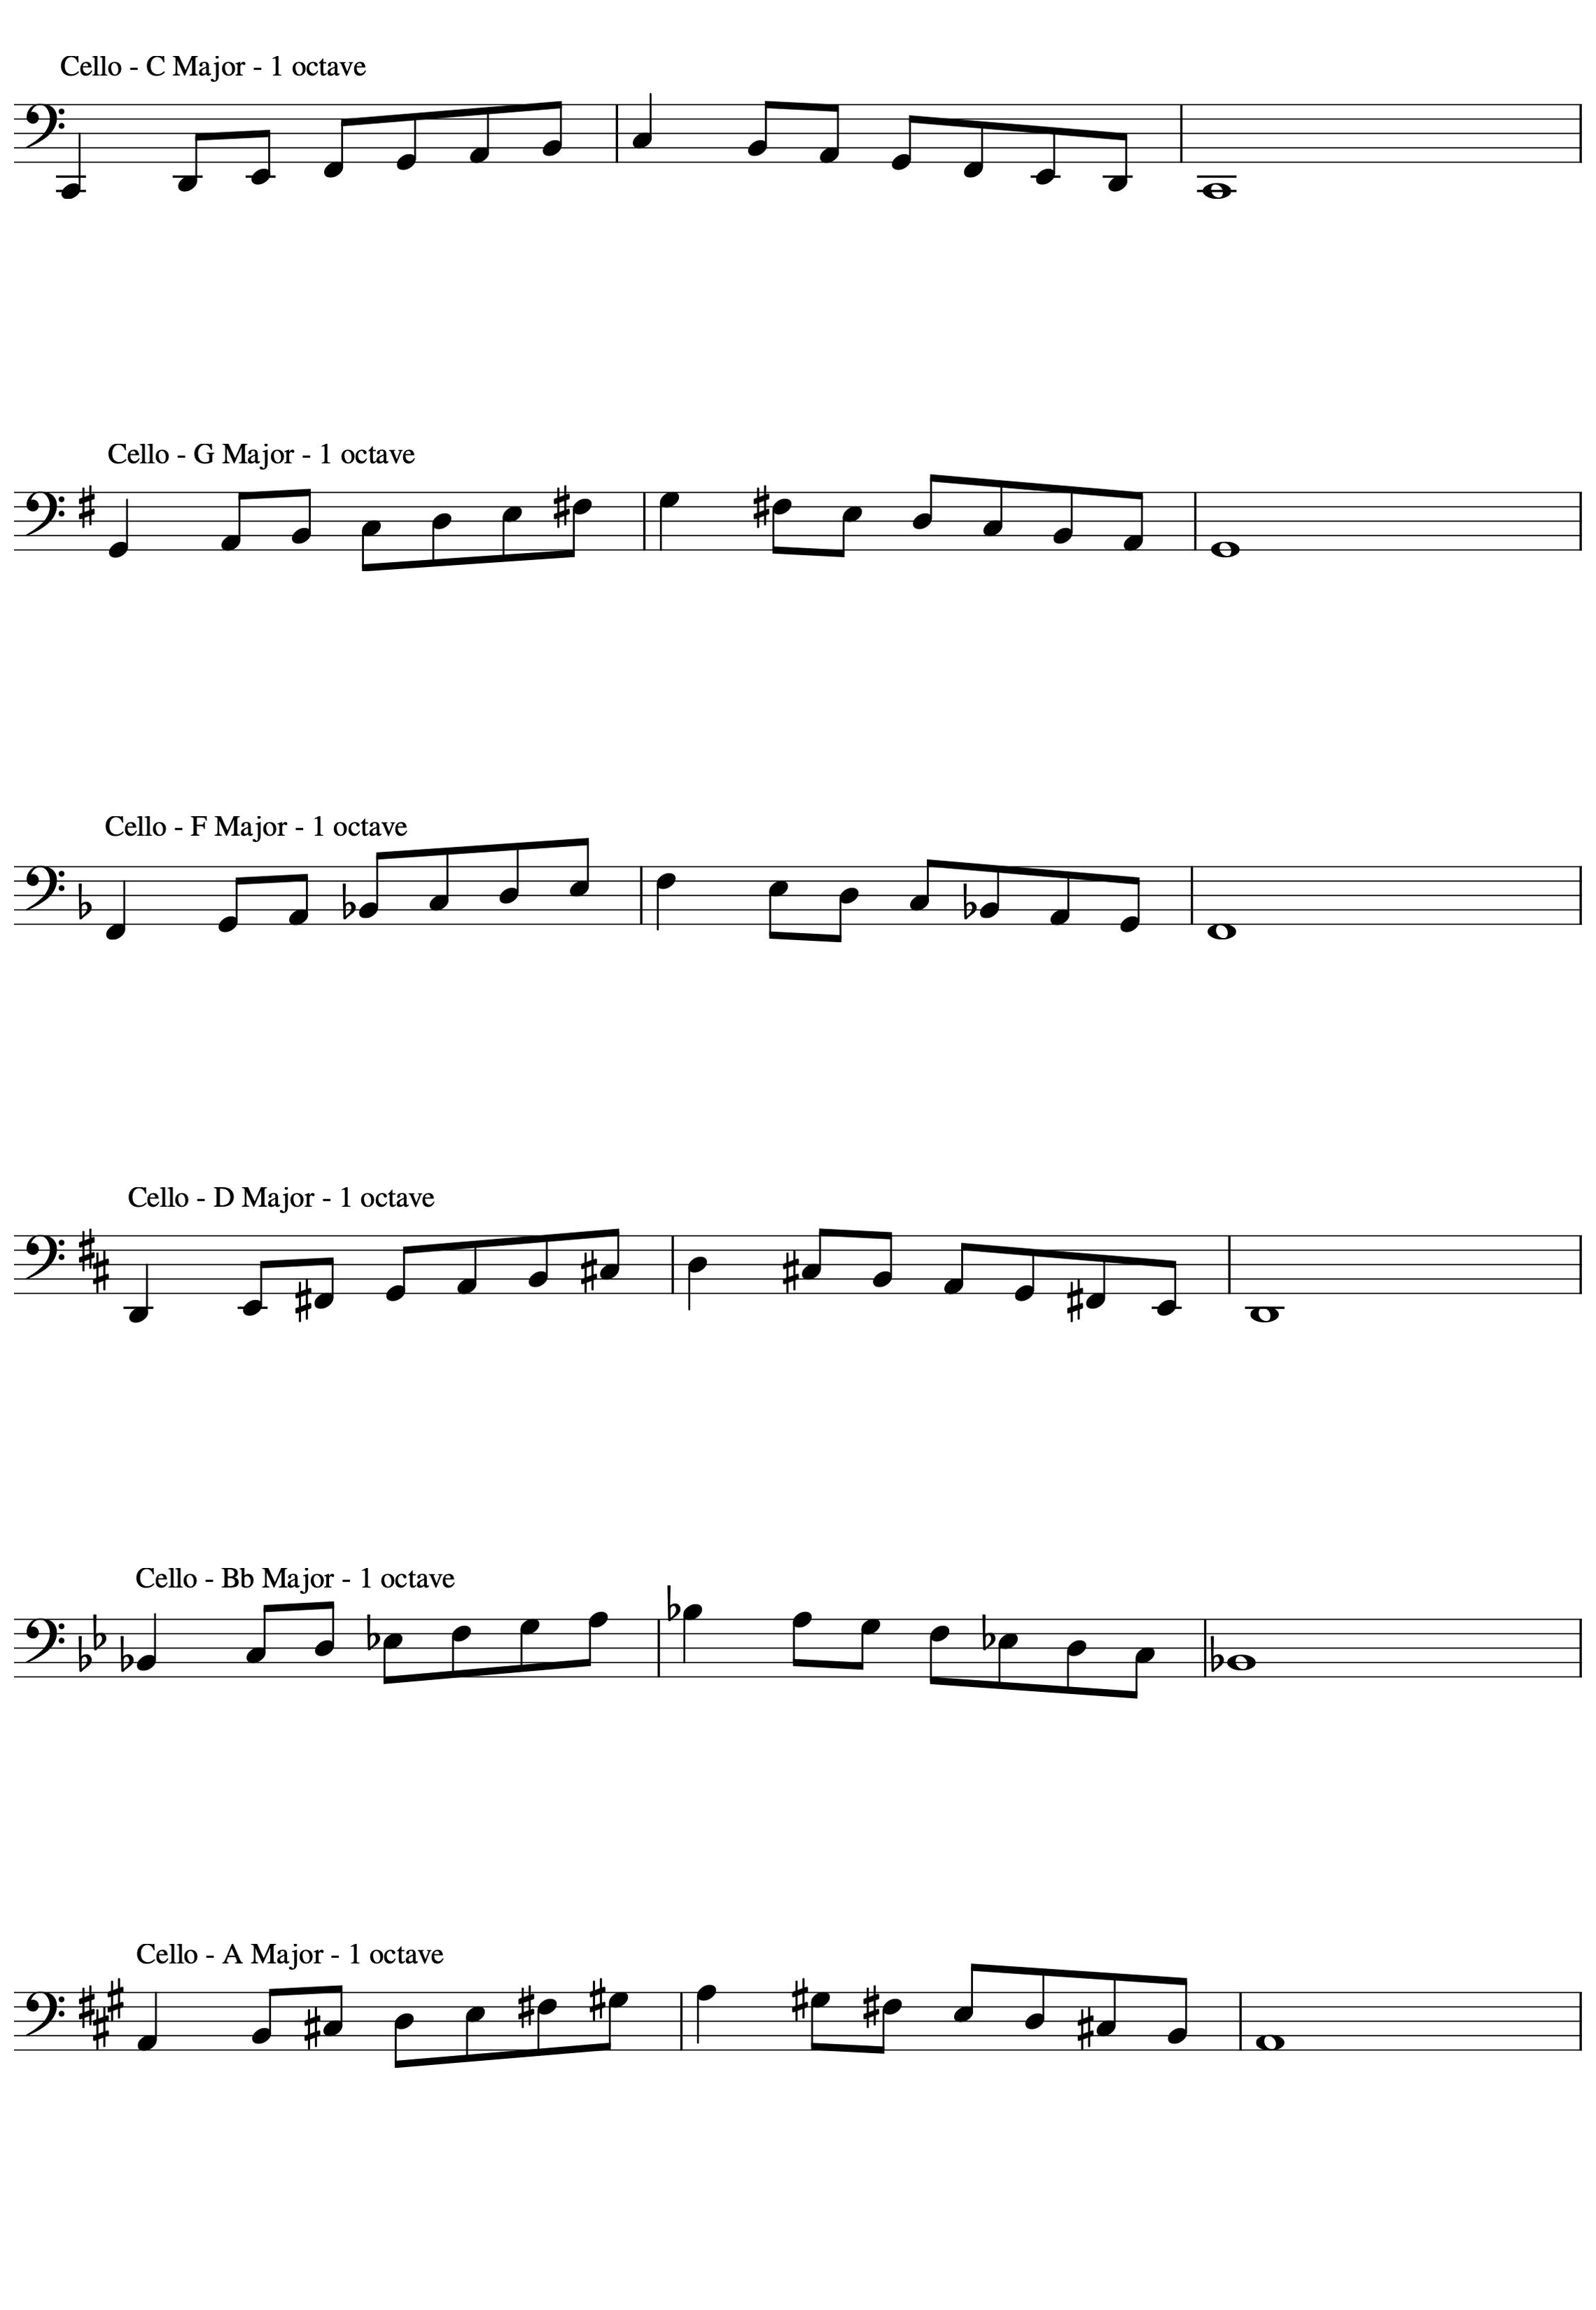 Cello - C Major - 1 octave
Cello - G Major - 1 octave
Cello - F Major - 1 octave
Cello - D Major - 1 octave
Cello - Bb Major - 1 octave
Cello - A Major - 1 octave